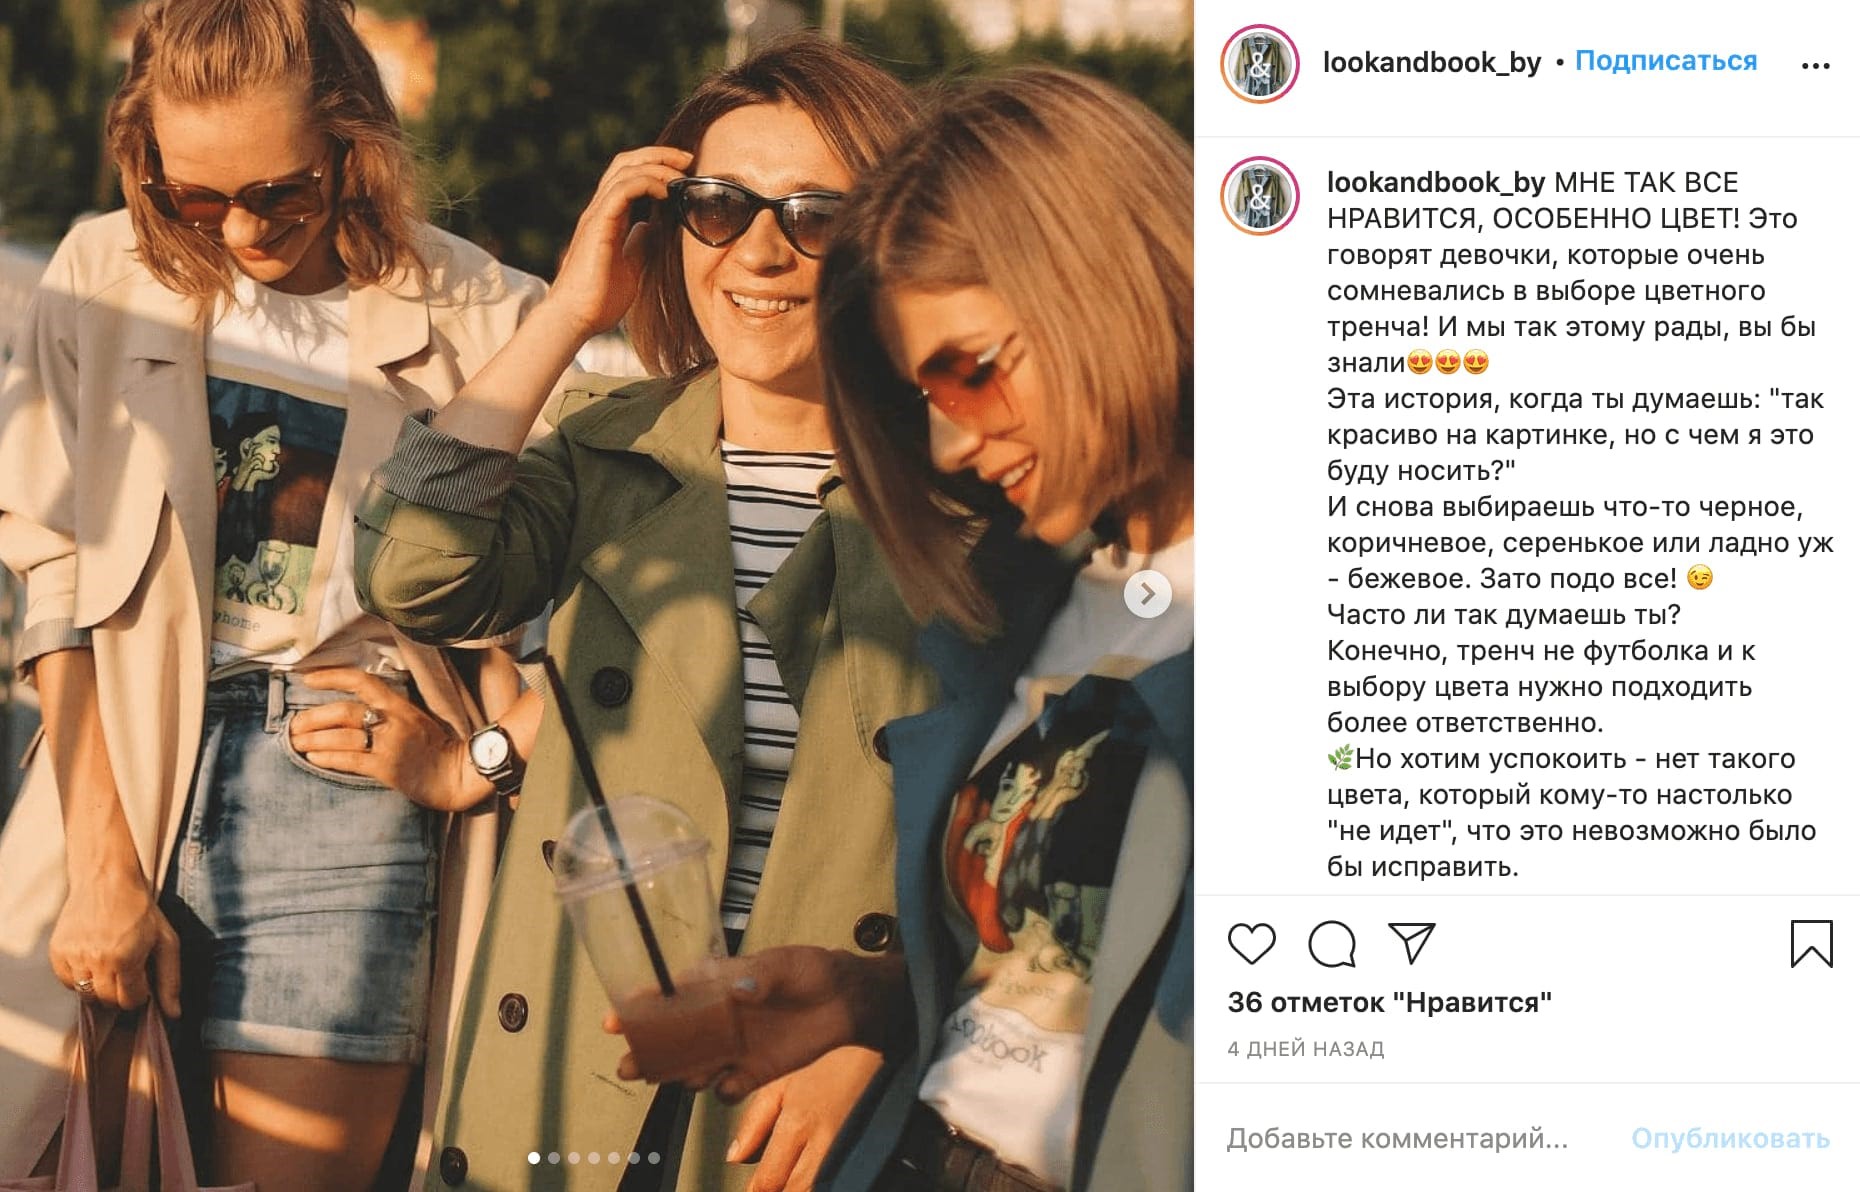 lookandbook_by • Подписаться
lookandbook_by МНЕ ТАК ВСЕ
НРАВИТСЯ, ОСОБЕННО ЦВЕТ! Это
говорят девочки, которые очень
сомневались в выборе цветного
тренча! И мы так этому рады, вы бы
знали😍😍😍
Эта история, когда ты думаешь: "так
красиво на картинке, но с чем я это
буду носить?"
И снова выбираешь что-то черное,
коричневое, серенькое или ладно уж
- бежевое. Зато подо все! 😉
Часто ли так думаешь ты?
Конечно, тренч не футболка и к
выбору цвета нужно подходить
более ответственно.
🌿Но хотим успокоить - нет такого
цвета, который кому-то настолько
"не идет", что это невозможно было
бы исправить.
36 отметок "Нравится"
4 ДНЕЙ НАЗАД
Добавьте комментарий... Опубликовать
&
&
yhome
Lookbook